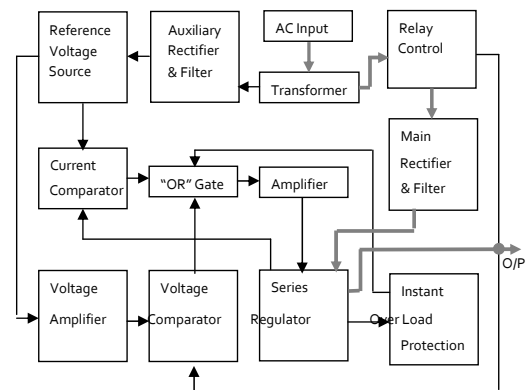 Reference
Voltage
Source
Auxiliary
Rectifier
& Filter
AC Input
Transformer
Relay
Control
Main
Rectifier
& Filter
Current
Comparator
“OR” Gate
Amplifier
O/P
Voltage
Amplifier
Voltage
Comparator
Series
Regulator
Instant
Over Load
Protection